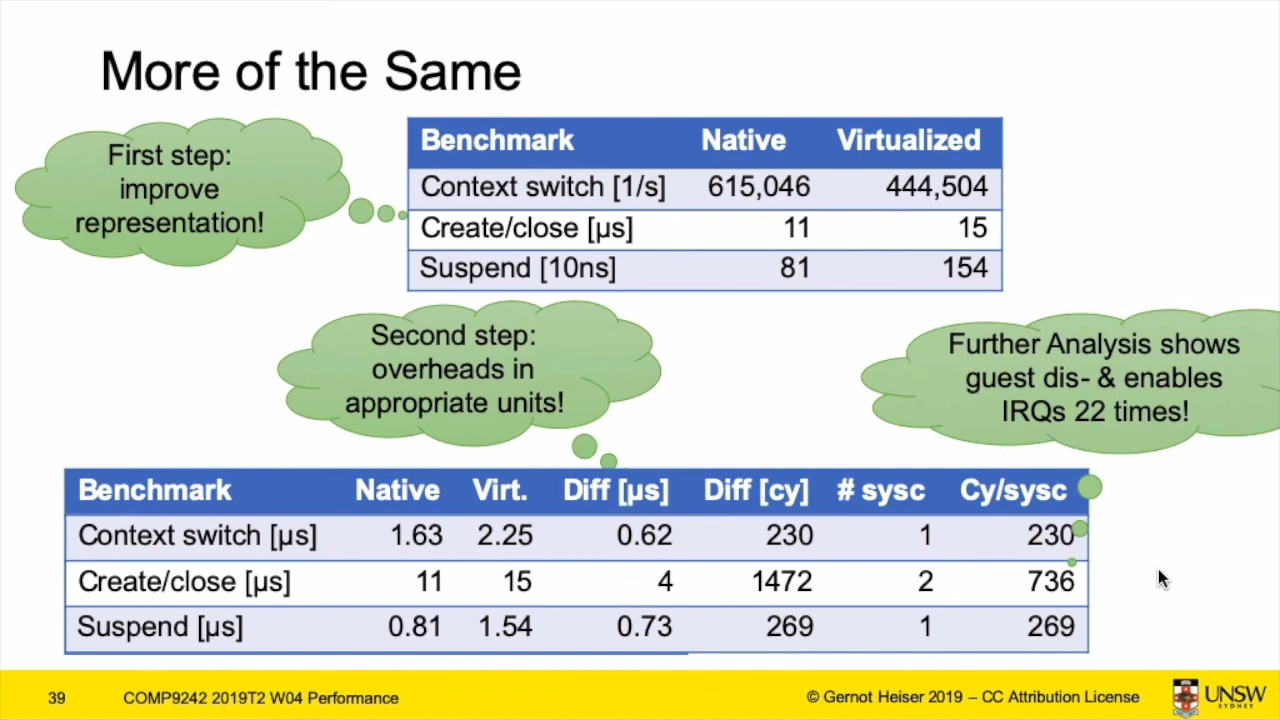 More of the Same
First step:
improve
representation!
Benchmark Native Virtualized
Context switch [1/s] 615,046 444,504
Create/close [µs] 11 15
Suspend [10ns] 81 154
Second step:
overheads in
appropriate units!
Further Analysis shows
guest dis- & enables
IRQs 22 times!
Benchmark Native Virt. Diff [µs] Diff [cy] # sysc Cy/sysc
Context switch [µs] 1.63 2.25 0.62 230 1 230
Create/close [µs] 11 15 4 1472 2 736
Suspend [µs] 0.81 1.54 0.73 269 1 269
39 COMP9242 2019T2 W04 Performance © Gernot Heiser 2019 – CC Attribution License UNSW
SYDNEY